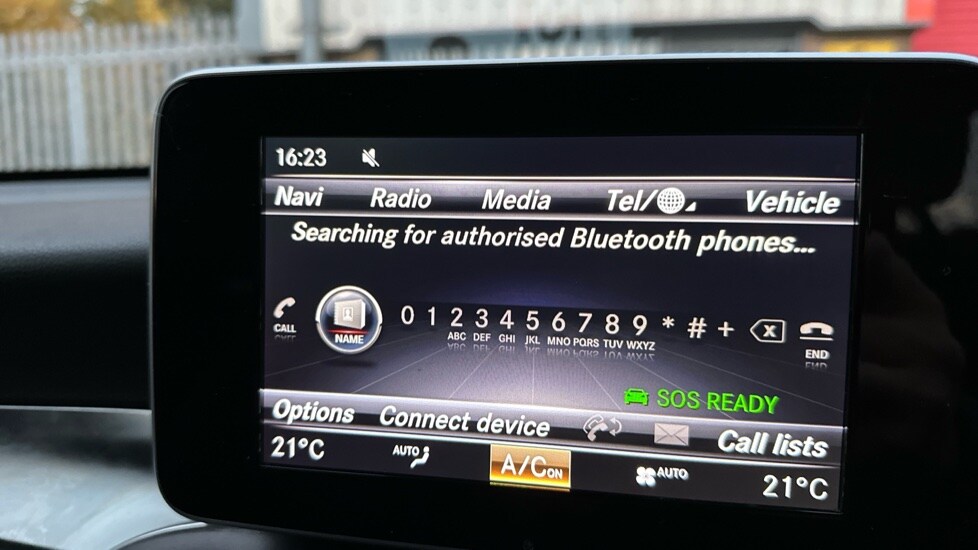 16:23
Navi Radio Media Tel/ Vehicle
Searching for authorised Bluetooth phones...
0 1 2 3 4 5 6 7 8 9 * # +
ABC DEF GHI JKL MNO PQRS TUV WXYZ
CALL NAME END
SOS READY
Options Connect device Call lists
21°C AUTO A/C ON AUTO 21°C